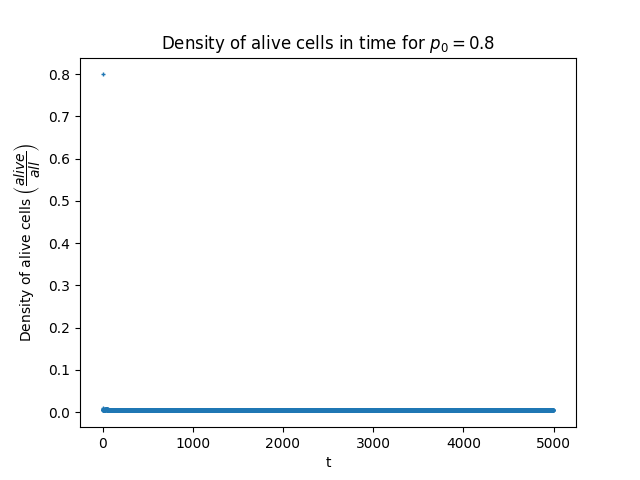 Density of alive cells in time for $p_0 = 0.8$
Density of alive cells $\left(\frac{alive}{all}\right)$
0.8
0.7
0.6
0.5
0.4
0.3
0.2
0.1
0.0
0 1000 2000 3000 4000 5000
t